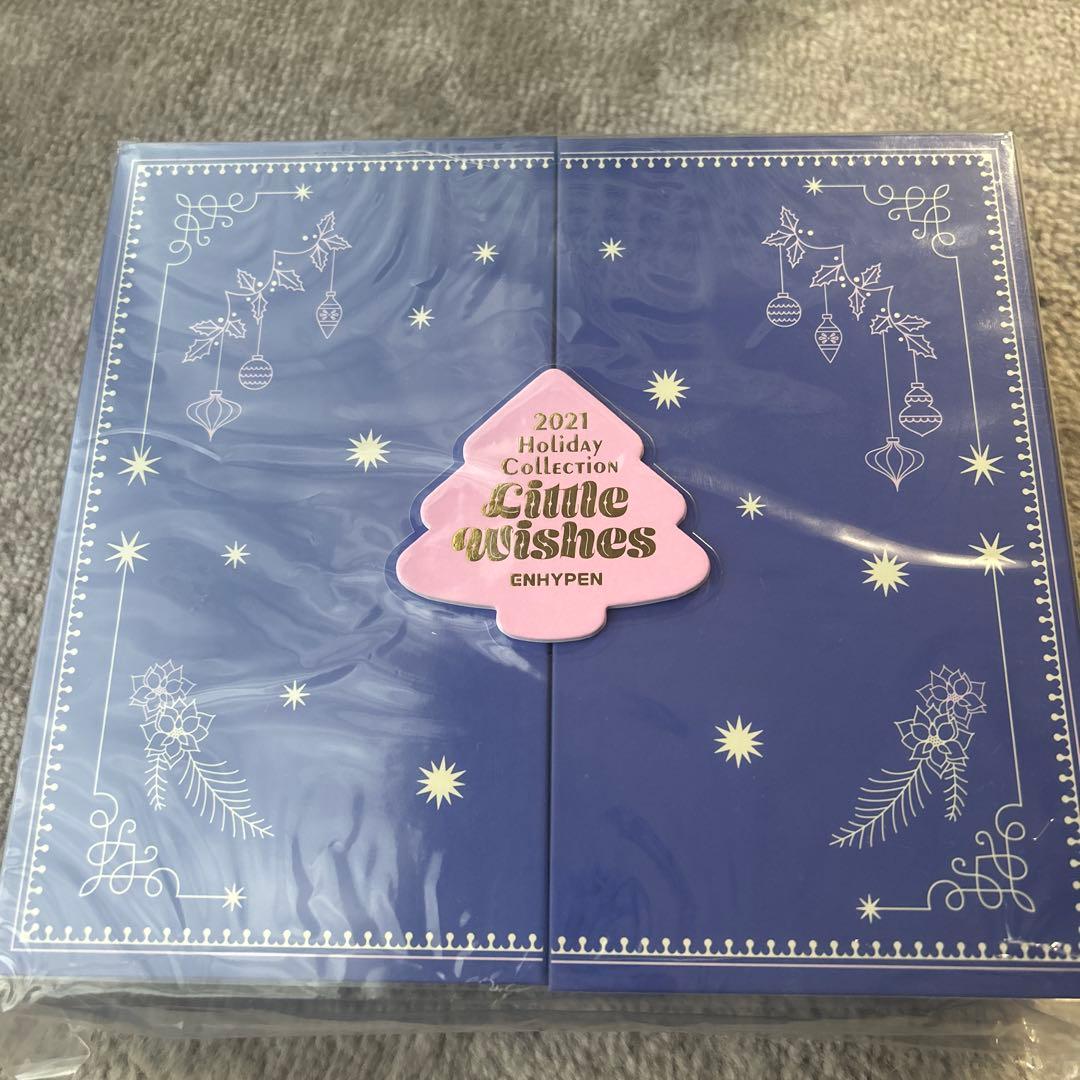 2021
Holiday
Collection
Little
Wishes
ENHYPEN